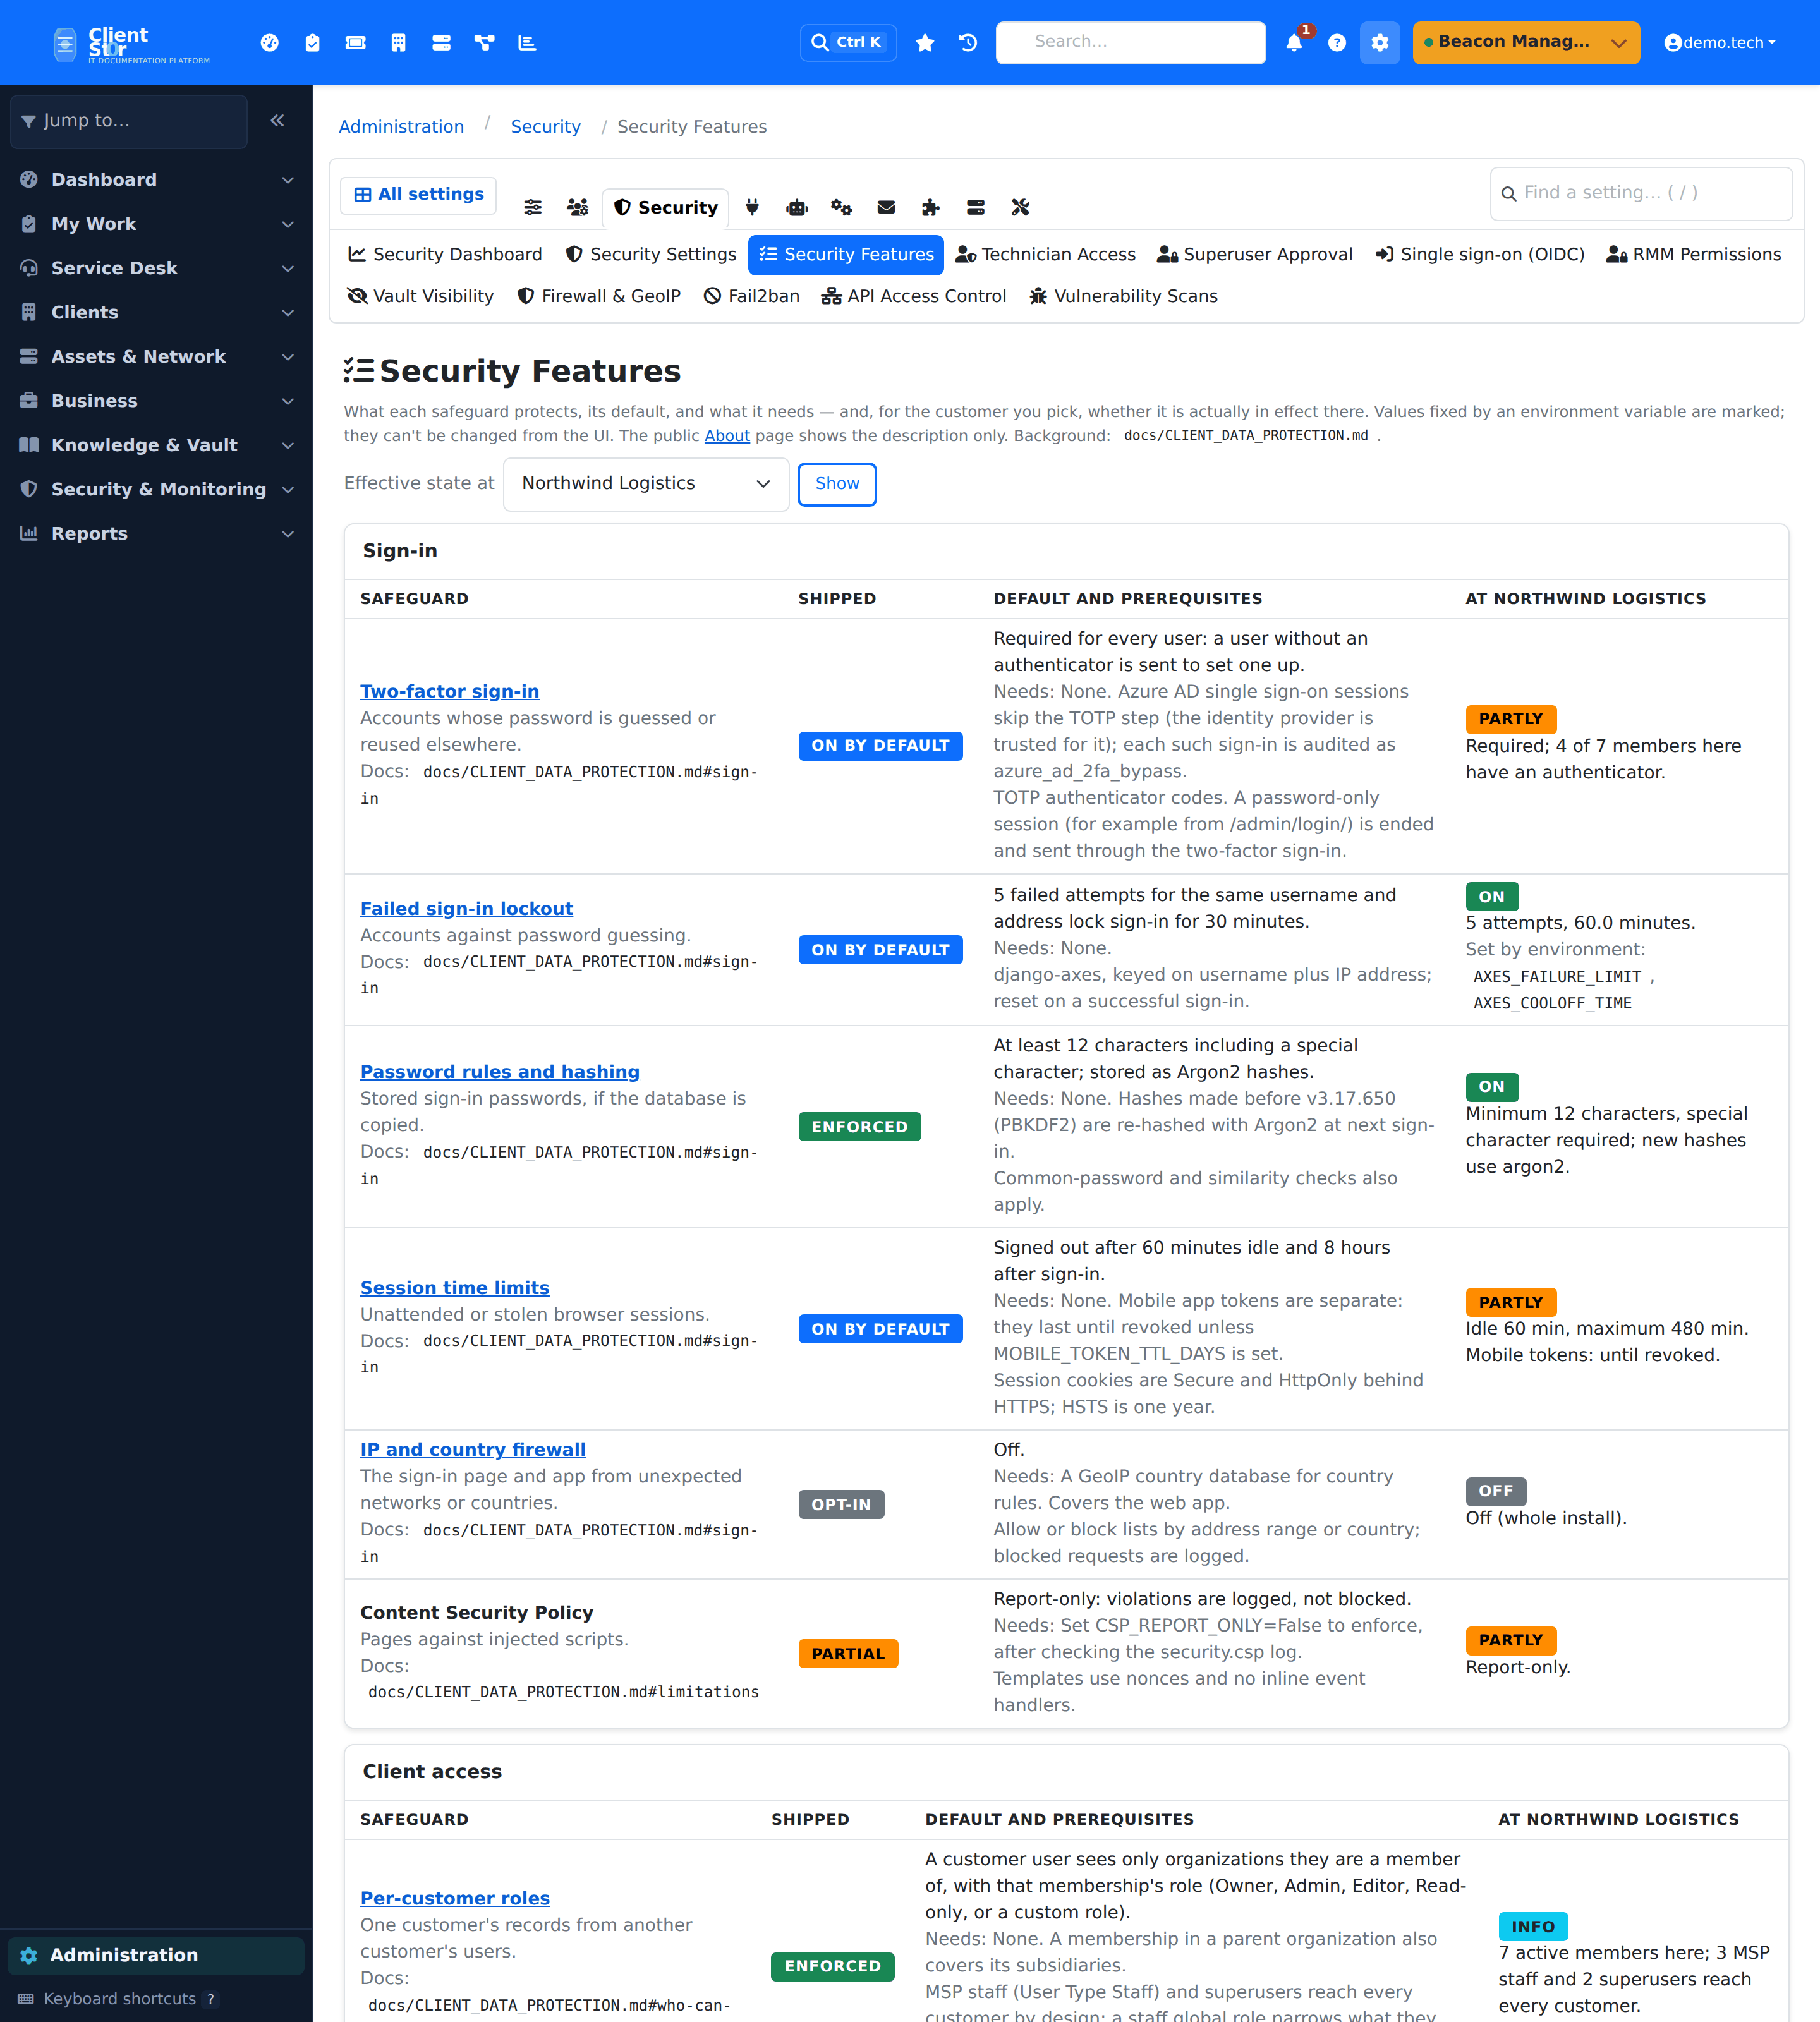 Client
St0r
IT DOCUMENTATION PLATFORM
Ctrl K
Search...
1
Beacon Manag...
demo.tech
Jump to...
Dashboard
My Work
Service Desk
Clients
Assets & Network
Business
Knowledge & Vault
Security & Monitoring
Reports
Administration
Keyboard shortcuts ?
Administration / Security / Security Features
All settings
Security
Find a setting... ( / )
Security Dashboard
Security Settings
Security Features
Technician Access
Superuser Approval
Single sign-on (OIDC)
RMM Permissions
Vault Visibility
Firewall & GeoIP
Fail2ban
API Access Control
Vulnerability Scans
Security Features
What each safeguard protects, its default, and what it needs — and, for the customer you pick, whether it is actually in effect there. Values fixed by an environment variable are marked;
they can't be changed from the UI. The public About page shows the description only. Background: docs/CLIENT_DATA_PROTECTION.md .
Effective state at
Northwind Logistics
Show
Sign-in
SAFEGUARD
SHIPPED
DEFAULT AND PREREQUISITES
AT NORTHWIND LOGISTICS
Two-factor sign-in
Accounts whose password is guessed or
reused elsewhere.
Docs: docs/CLIENT_DATA_PROTECTION.md#sign-
in
ON BY DEFAULT
Required for every user: a user without an
authenticator is sent to set one up.
Needs: None. Azure AD single sign-on sessions
skip the TOTP step (the identity provider is
trusted for it); each such sign-in is audited as
azure_ad_2fa_bypass.
TOTP authenticator codes. A password-only
session (for example from /admin/login/) is ended
and sent through the two-factor sign-in.
PARTLY
Required; 4 of 7 members here
have an authenticator.
Failed sign-in lockout
Accounts against password guessing.
Docs: docs/CLIENT_DATA_PROTECTION.md#sign-
in
ON BY DEFAULT
5 failed attempts for the same username and
address lock sign-in for 30 minutes.
Needs: None.
django-axes, keyed on username plus IP address;
reset on a successful sign-in.
ON
5 attempts, 60.0 minutes.
Set by environment:
AXES_FAILURE_LIMIT ,
AXES_COOLOFF_TIME
Password rules and hashing
Stored sign-in passwords, if the database is
copied.
Docs: docs/CLIENT_DATA_PROTECTION.md#sign-
in
ENFORCED
At least 12 characters including a special
character; stored as Argon2 hashes.
Needs: None. Hashes made before v3.17.650
(PBKDF2) are re-hashed with Argon2 at next sign-
in.
Common-password and similarity checks also
apply.
ON
Minimum 12 characters, special
character required; new hashes
use argon2.
Session time limits
Unattended or stolen browser sessions.
Docs: docs/CLIENT_DATA_PROTECTION.md#sign-
in
ON BY DEFAULT
Signed out after 60 minutes idle and 8 hours
after sign-in.
Needs: None. Mobile app tokens are separate:
they last until revoked unless
MOBILE_TOKEN_TTL_DAYS is set.
Session cookies are Secure and HttpOnly behind
HTTPS; HSTS is one year.
PARTLY
Idle 60 min, maximum 480 min.
Mobile tokens: until revoked.
IP and country firewall
The sign-in page and app from unexpected
networks or countries.
Docs: docs/CLIENT_DATA_PROTECTION.md#sign-
in
OPT-IN
Off.
Needs: A GeoIP country database for country
rules. Covers the web app.
Allow or block lists by address range or country;
blocked requests are logged.
OFF
Off (whole install).
Content Security Policy
Pages against injected scripts.
Docs:
docs/CLIENT_DATA_PROTECTION.md#limitations
PARTIAL
Report-only: violations are logged, not blocked.
Needs: Set CSP_REPORT_ONLY=False to enforce,
after checking the security.csp log.
Templates use nonces and no inline event
handlers.
PARTLY
Report-only.
Client access
SAFEGUARD
SHIPPED
DEFAULT AND PREREQUISITES
AT NORTHWIND LOGISTICS
Per-customer roles
One customer's records from another
customer's users.
Docs:
docs/CLIENT_DATA_PROTECTION.md#who-can-
ENFORCED
A customer user sees only organizations they are a member
of, with that membership's role (Owner, Admin, Editor, Read-
only, or a custom role).
Needs: None. A membership in a parent organization also
covers its subsidiaries.
MSP staff (User Type Staff) and superusers reach every
customer by design; a staff global role narrows what they
INFO
7 active members here; 3 MSP
staff and 2 superusers reach
every customer.